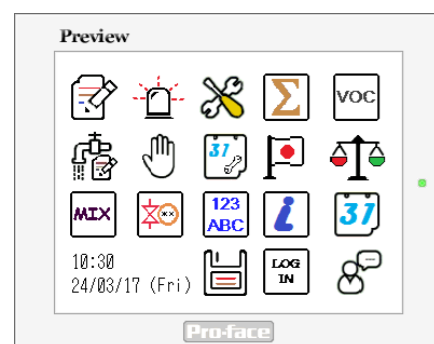 Preview
VOC
31
MIX
**
123
ABC
i
31
10:30
24/03/17 (Fri)
LOG
IN
Pro-face